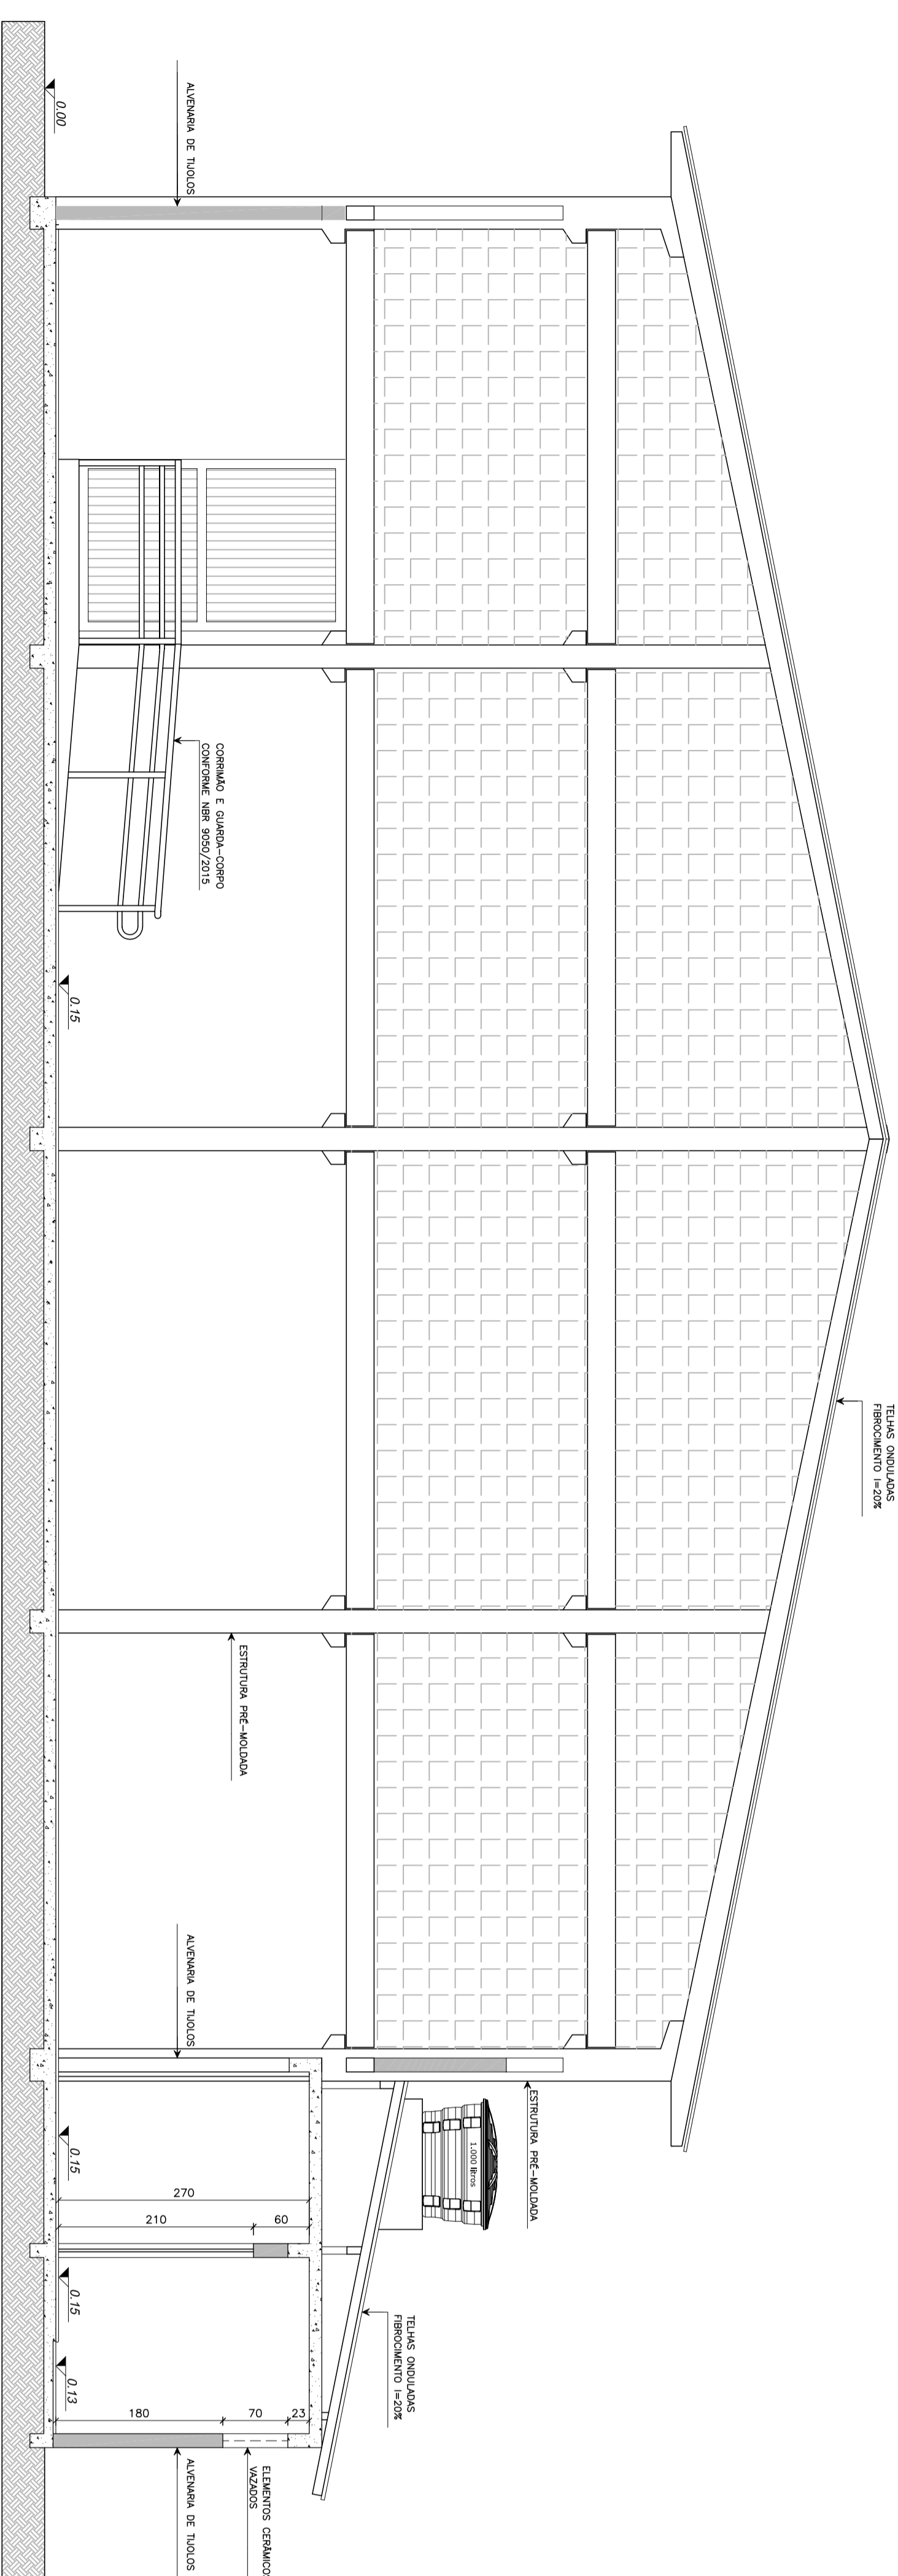 TELHAS ONDULADAS
FIBROCIMENTO I=20%
ESTRUTURA PRÉ-MOLDADA
1.000 litros
TELHAS ONDULADAS
FIBROCIMENTO I=20%
ALVENARIA DE TIJOLOS
CORRIMÃO E GUARDA-CORPO
CONFORME NBR 9050/2015
ESTRUTURA PRÉ-MOLDADA
ALVENARIA DE TIJOLOS
ELEMENTOS CERÂMICOS
VAZADOS
ALVENARIA DE TIJOLOS
270
210
60
180
70
23
0.00
0.15
0.15
0.15
0.13